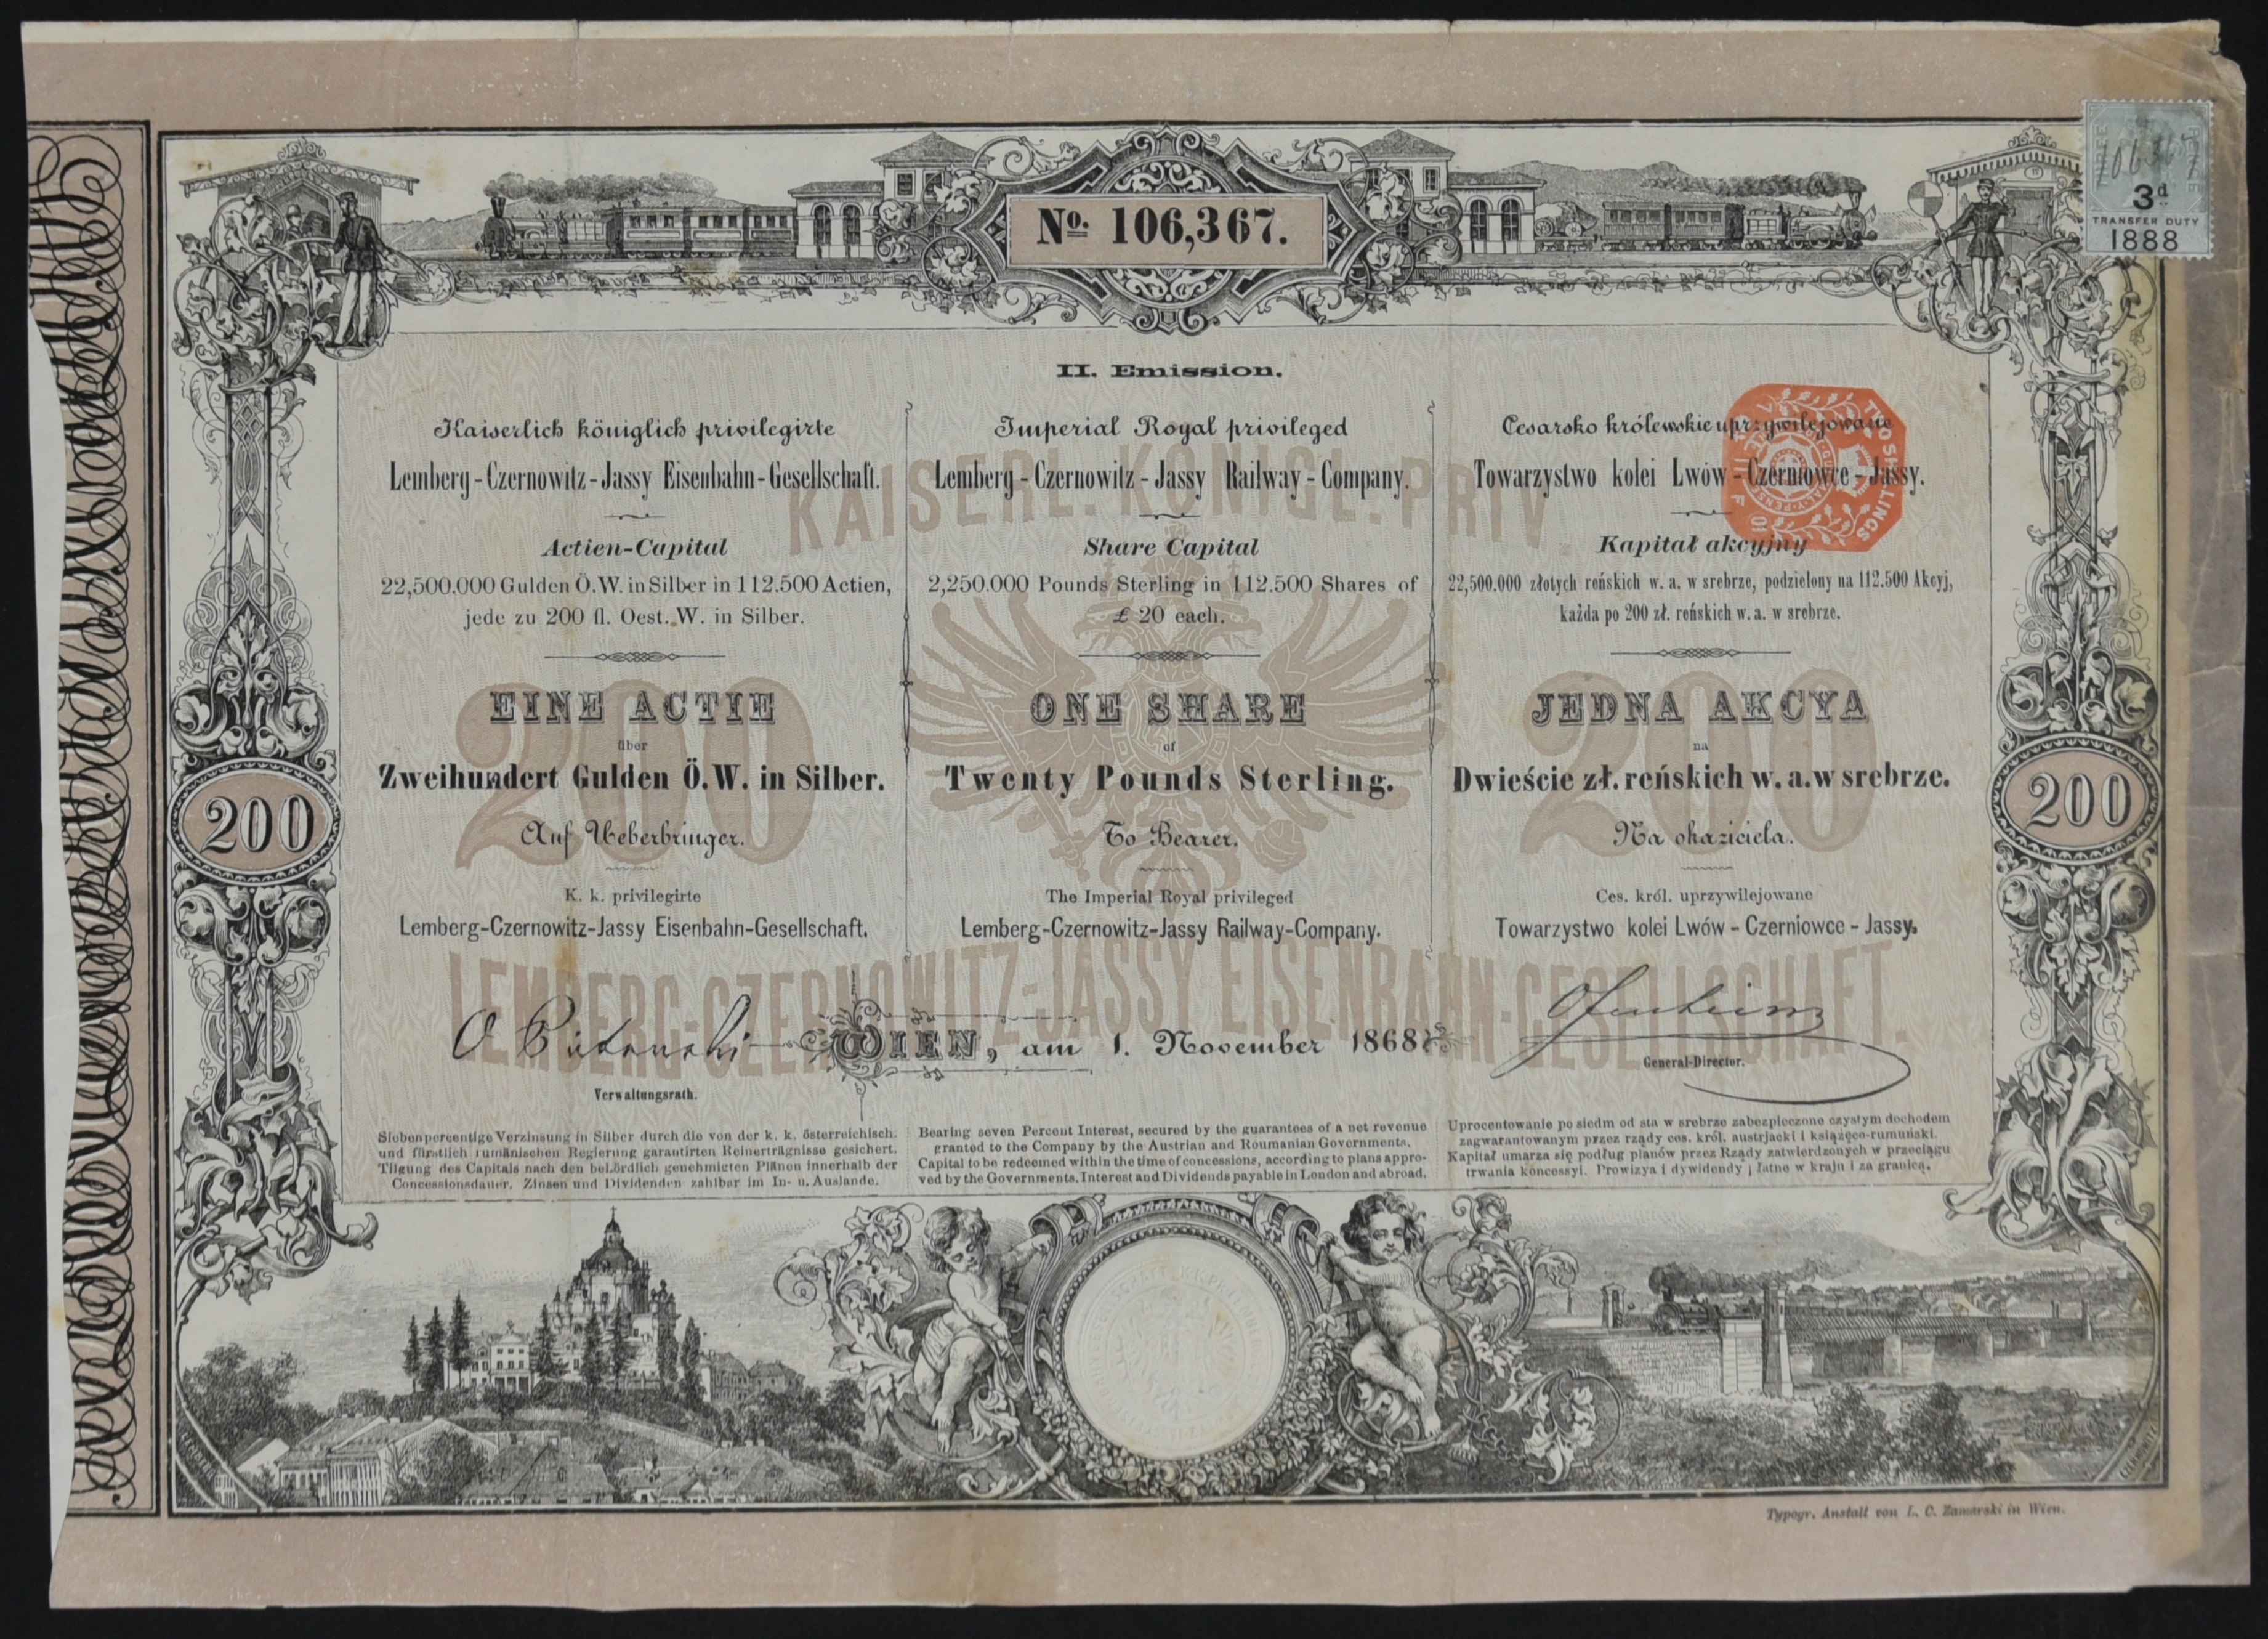 No. 106,367.
106367
3d
TRANSFER DUTY
1888
II. Emission.
Kaiserlich königlich privilegirte
Lemberg-Czernowitz-Jassy Eisenbahn-Gesellschaft.
Actien-Capital
22,500.000 Gulden Ö.W. in Silber in 112.500 Actien,
jede zu 200 fl. Oest. W. in Silber.
EINE ACTIE
über
Zweihundert Gulden Ö.W. in Silber.
Auf Ueberbringer.
K. k. privilegirte
Lemberg-Czernowitz-Jassy Eisenbahn-Gesellschaft.
Imperial Royal privileged
Lemberg-Czernowitz-Jassy Railway-Company.
Share Capital
2,250.000 Pounds Sterling in 112.500 Shares of
£ 20 each.
ONE SHARE
of
Twenty Pounds Sterling.
To Bearer.
The Imperial Royal privileged
Lemberg-Czernowitz-Jassy Railway-Company.
Cesarsko królewskie uprzywilejowane
Towarzystwo kolei Lwów-Czerniowce-Jassy.
Kapitał akcyjny
22,500.000 złotych reńskich w. a. w srebrze, podzielony na 112.500 Akcyj,
każda po 200 zł. reńskich w. a. w srebrze.
JEDNA AKCYA
na
Dwieście zł. reńskich w. a. w srebrze.
Na okaziciela.
Ces. król. uprzywilejowane
Towarzystwo kolei Lwów-Czerniowce-Jassy.
TWO SHILLINGS
KAISERL. KÖNIGL. PRIV.
200
200
LEMBERG-CZERNOWITZ-JASSY EISENBAHN-GESELLSCHAFT.
200
200
WIEN, am 1. November 1868.
Verwaltungsrath.
General-Director.
Siebenpercentige Verzinsung in Silber durch die von der k. k. österreichisch.
und fürstlich rumänischen Regierung garantirten Reinerträgnisse gesichert.
Tilgung des Capitals nach den behördlich genehmigten Plänen innerhalb der
Concessionsdauer. Zinsen und Dividenden zahlbar im In- u. Auslande.
Bearing seven Percent Interest, secured by the guarantees of a net revenue
granted to the Company by the Austrian and Roumanian Governments.
Capital to be redeemed within the time of concessions, according to plans appro-
ved by the Governments. Interest and Dividends payable in London and abroad.
Uprocentowanie po siedm od sta w srebrze zabezpieczone czystym dochodem
zagwarantowanym przez rządy ces. król. austrjacki i książęco-rumuński.
Kapitał umarza się podług planów przez Rządy zatwierdzonych w przeciągu
trwania koncessyi. Prowizya i dywidendy płatne w kraju i za granicą.
Typogr. Anstalt von L. C. Zamarski in Wien.